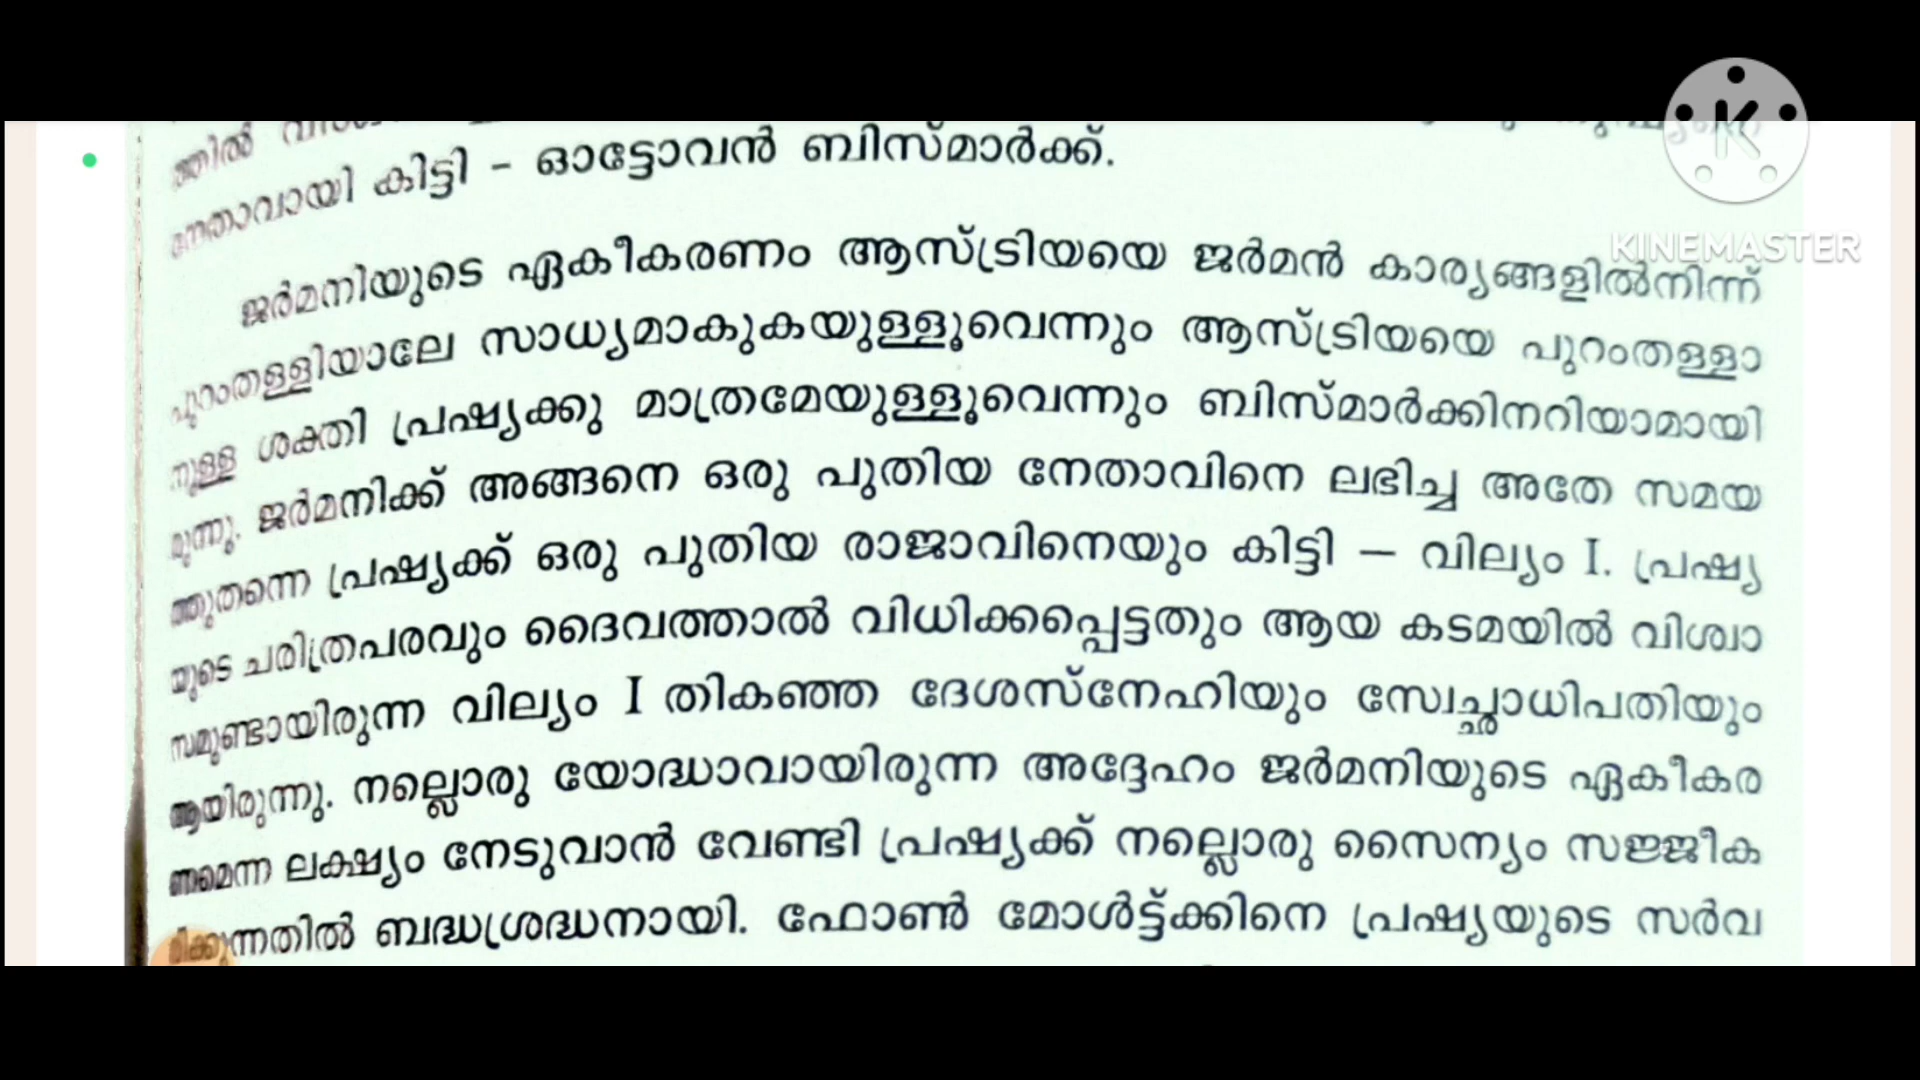 ത്തിൽ
നേതാവായി കിട്ടി - ഓട്ടോവൻ ബിസ്മാർക്ക്.
ജർമനിയുടെ ഏകീകരണം ആസ്ട്രിയയെ ജർമൻ കാര്യങ്ങളിൽനിന്ന്
പുറംതള്ളിയാലേ സാധ്യമാകുകയുള്ളൂവെന്നും ആസ്ട്രിയയെ പുറംതള്ളാ
നുള്ള ശക്തി പ്രഷ്യക്കു മാത്രമേയുള്ളൂവെന്നും ബിസ്മാർക്കിനറിയാമായി
രുന്നു. ജർമനിക്ക് അങ്ങനെ ഒരു പുതിയ നേതാവിനെ ലഭിച്ച അതേ സമയ
ത്തുതന്നെ പ്രഷ്യക്ക് ഒരു പുതിയ രാജാവിനെയും കിട്ടി — വില്യം I. പ്രഷ്യ
യുടെ ചരിത്രപരവും ദൈവത്താൽ വിധിക്കപ്പെട്ടതും ആയ കടമയിൽ വിശ്വാ
സമുണ്ടായിരുന്ന വില്യം I തികഞ്ഞ ദേശസ്നേഹിയും സ്വേച്ഛാധിപതിയും
ആയിരുന്നു. നല്ലൊരു യോദ്ധാവായിരുന്ന അദ്ദേഹം ജർമനിയുടെ ഏകീകര
ണമെന്ന ലക്ഷ്യം നേടുവാൻ വേണ്ടി പ്രഷ്യക്ക് നല്ലൊരു സൈന്യം സജ്ജീക
രിക്കുന്നതിൽ ബദ്ധശ്രദ്ധനായി. ഫോൺ മോൾട്ട്ക്കിനെ പ്രഷ്യയുടെ സർവ
KINEMASTER